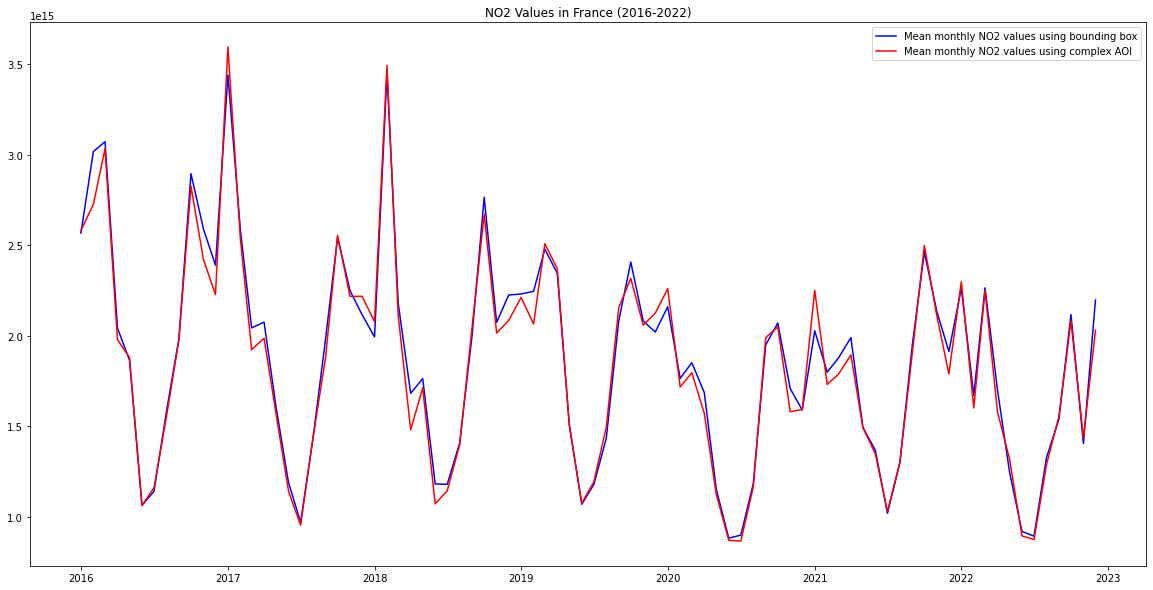 NO2 Values in France (2016-2022)
1e15
Mean monthly NO2 values using bounding box
Mean monthly NO2 values using complex AOI
3.5
3.0
2.5
2.0
1.5
1.0
2016 2017 2018 2019 2020 2021 2022 2023